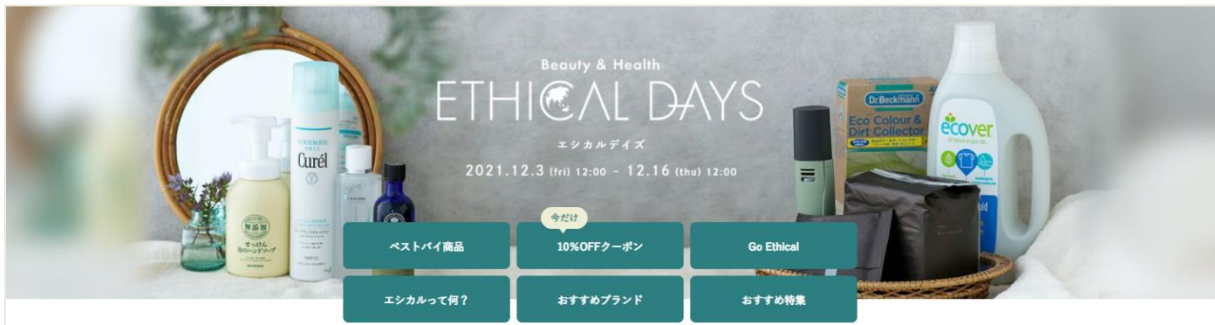 Beauty & Health
ETHICAL DAYS
エシカルデイズ
2021.12.3 (fri) 12:00 - 12.16 (thu) 12:00
Curél
無添加
せっけん
泡のハンドソープ
Dr.Beckmann
Eco Colour &
Dirt Collector
ecover
今だけ
ベストバイ商品
10%OFFクーポン
Go Ethical
エシカルって何？
おすすめブランド
おすすめ特集